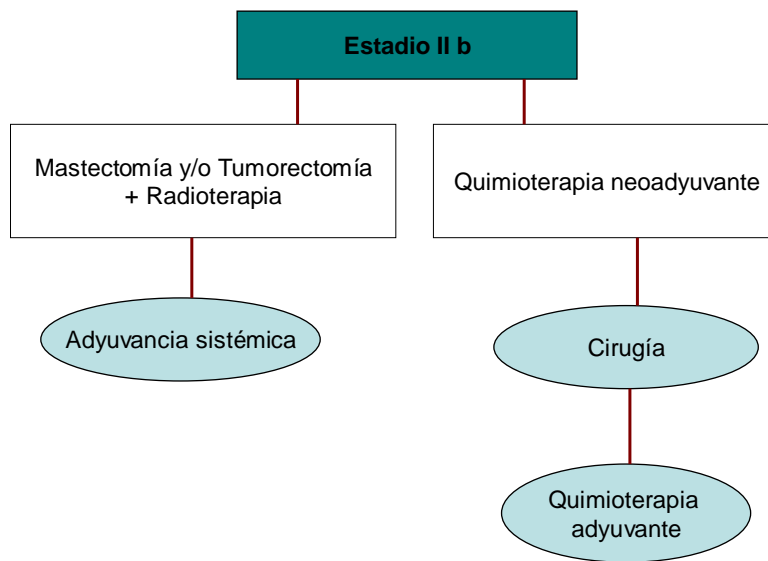 Estadio II b
Mastectomía y/o Tumorectomía
+ Radioterapia
Quimioterapia neoadyuvante
Adyuvancia sistémica
Cirugía
Quimioterapia
adyuvante